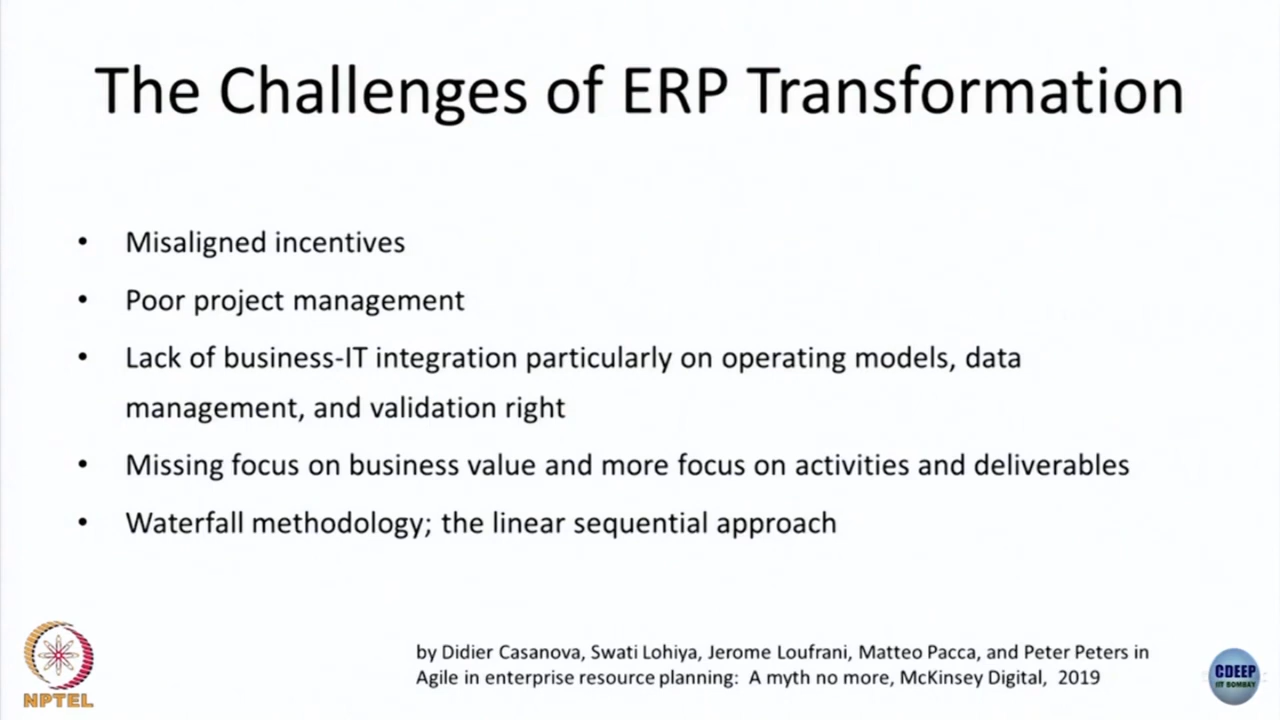 The Challenges of ERP Transformation
• Misaligned incentives
• Poor project management
• Lack of business-IT integration particularly on operating models, data
management, and validation right
• Missing focus on business value and more focus on activities and deliverables
• Waterfall methodology; the linear sequential approach
by Didier Casanova, Swati Lohiya, Jerome Loufrani, Matteo Pacca, and Peter Peters in
Agile in enterprise resource planning: A myth no more, McKinsey Digital, 2019
NPTEL
CDEEP
IIT BOMBAY